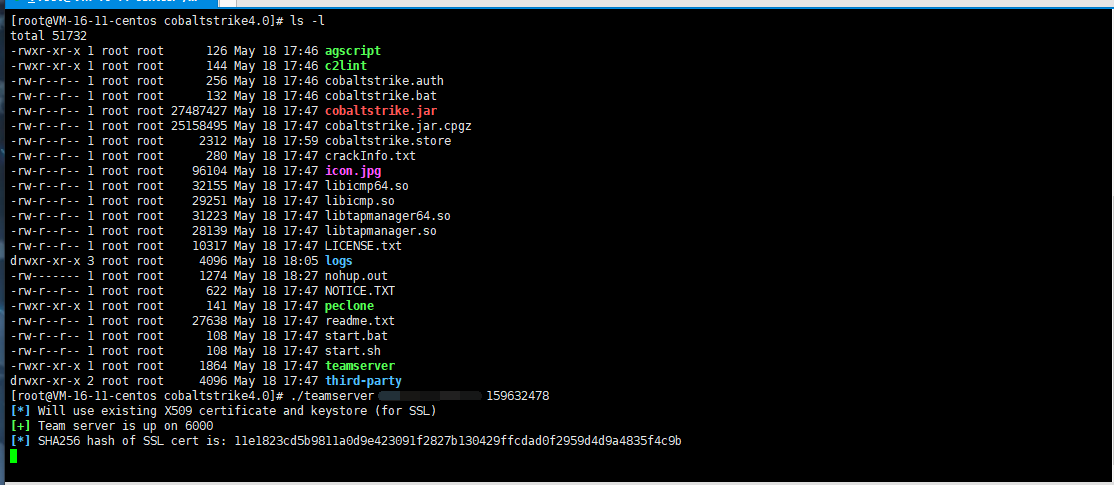 [root@VM-16-11-centos cobaltstrike4.0]# ls -l
total 51732
-rwxr-xr-x 1 root root      126 May 18 17:46 agscript
-rwxr-xr-x 1 root root      144 May 18 17:46 c2lint
-rw-r--r-- 1 root root      256 May 18 17:46 cobaltstrike.auth
-rw-r--r-- 1 root root      132 May 18 17:46 cobaltstrike.bat
-rw-r--r-- 1 root root 27487427 May 18 17:47 cobaltstrike.jar
-rw-r--r-- 1 root root 25158495 May 18 17:47 cobaltstrike.jar.cpgz
-rw-r--r-- 1 root root     2312 May 18 17:59 cobaltstrike.store
-rw-r--r-- 1 root root      280 May 18 17:47 crackInfo.txt
-rw-r--r-- 1 root root    96104 May 18 17:47 icon.jpg
-rw-r--r-- 1 root root    32155 May 18 17:47 libicmp64.so
-rw-r--r-- 1 root root    29251 May 18 17:47 libicmp.so
-rw-r--r-- 1 root root    31223 May 18 17:47 libtapmanager64.so
-rw-r--r-- 1 root root    28139 May 18 17:47 libtapmanager.so
-rw-r--r-- 1 root root    10317 May 18 17:47 LICENSE.txt
drwxr-xr-x 3 root root     4096 May 18 18:05 logs
-rw------- 1 root root     1274 May 18 18:27 nohup.out
-rw-r--r-- 1 root root      622 May 18 17:47 NOTICE.TXT
-rwxr-xr-x 1 root root      141 May 18 17:47 peclone
-rw-r--r-- 1 root root    27638 May 18 17:47 readme.txt
-rw-r--r-- 1 root root      108 May 18 17:47 start.bat
-rw-r--r-- 1 root root      108 May 18 17:47 start.sh
-rwxr-xr-x 1 root root     1864 May 18 17:47 teamserver
drwxr-xr-x 2 root root     4096 May 18 17:47 third-party
[root@VM-16-11-centos cobaltstrike4.0]# ./teamserver 159632478
[*] Will use existing X509 certificate and keystore (for SSL)
[+] Team server is up on 6000
[*] SHA256 hash of SSL cert is: 11e1823cd5b9811a0d9e423091f2827b130429ffcdad0f2959d4d9a4835f4c9b